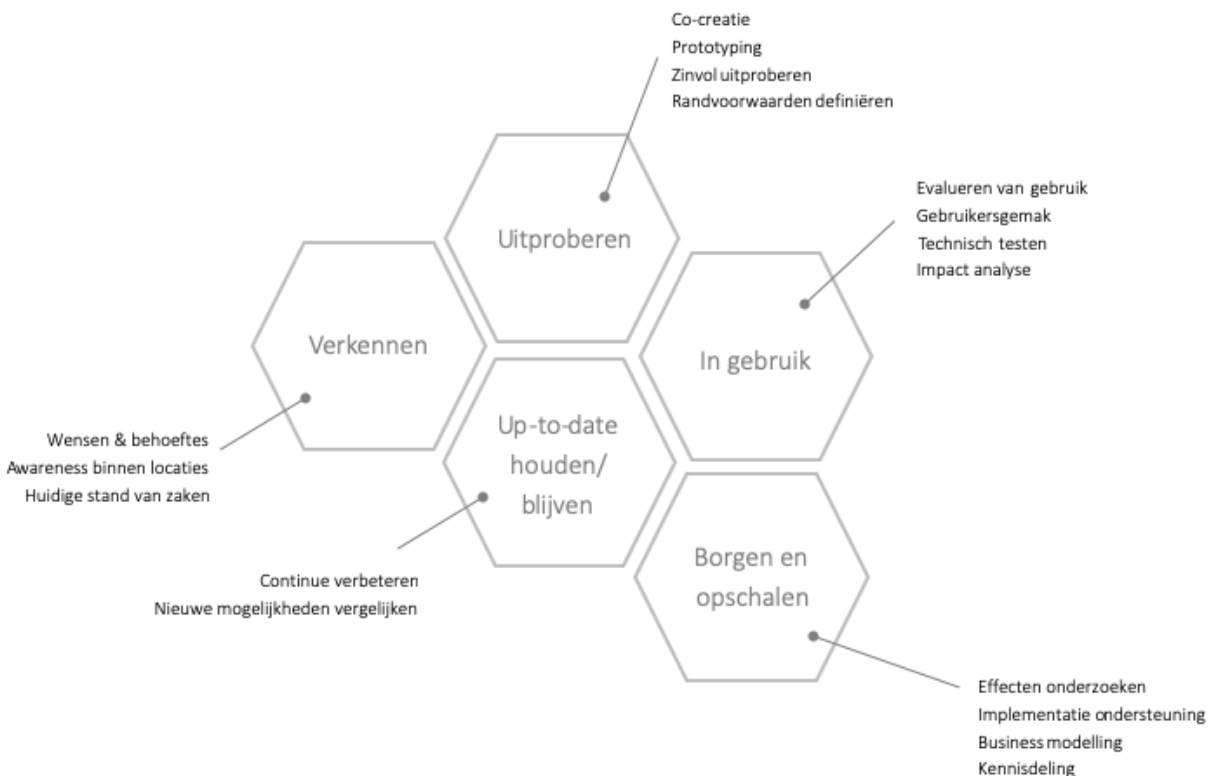 Co-creatie
Prototyping
Zinvol uitproberen
Randvoorwaarden definiëren
Uitproberen
Evalueren van gebruik
Gebruikersgemak
Technisch testen
Impact analyse
In gebruik
Verkennen
Wensen & behoeftes
Awareness binnen locaties
Huidige stand van zaken
Up-to-date
houden/
blijven
Continue verbeteren
Nieuwe mogelijkheden vergelijken
Borgen en
opschalen
Effecten onderzoeken
Implementatie ondersteuning
Business modelling
Kennisdeling